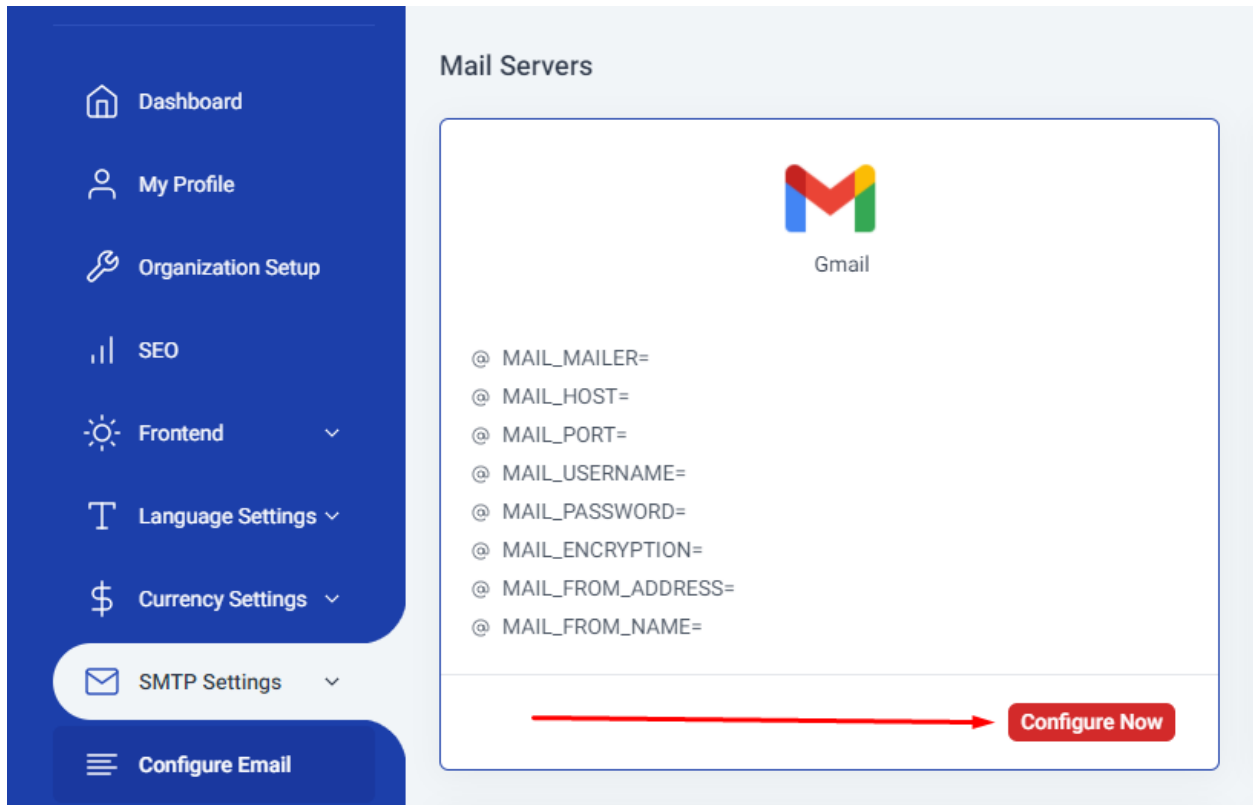 Dashboard
My Profile
Organization Setup
SEO
Frontend
Language Settings
Currency Settings
SMTP Settings
Configure Email
Mail Servers
Gmail
@ MAIL_MAILER=
@ MAIL_HOST=
@ MAIL_PORT=
@ MAIL_USERNAME=
@ MAIL_PASSWORD=
@ MAIL_ENCRYPTION=
@ MAIL_FROM_ADDRESS=
@ MAIL_FROM_NAME=
Configure Now